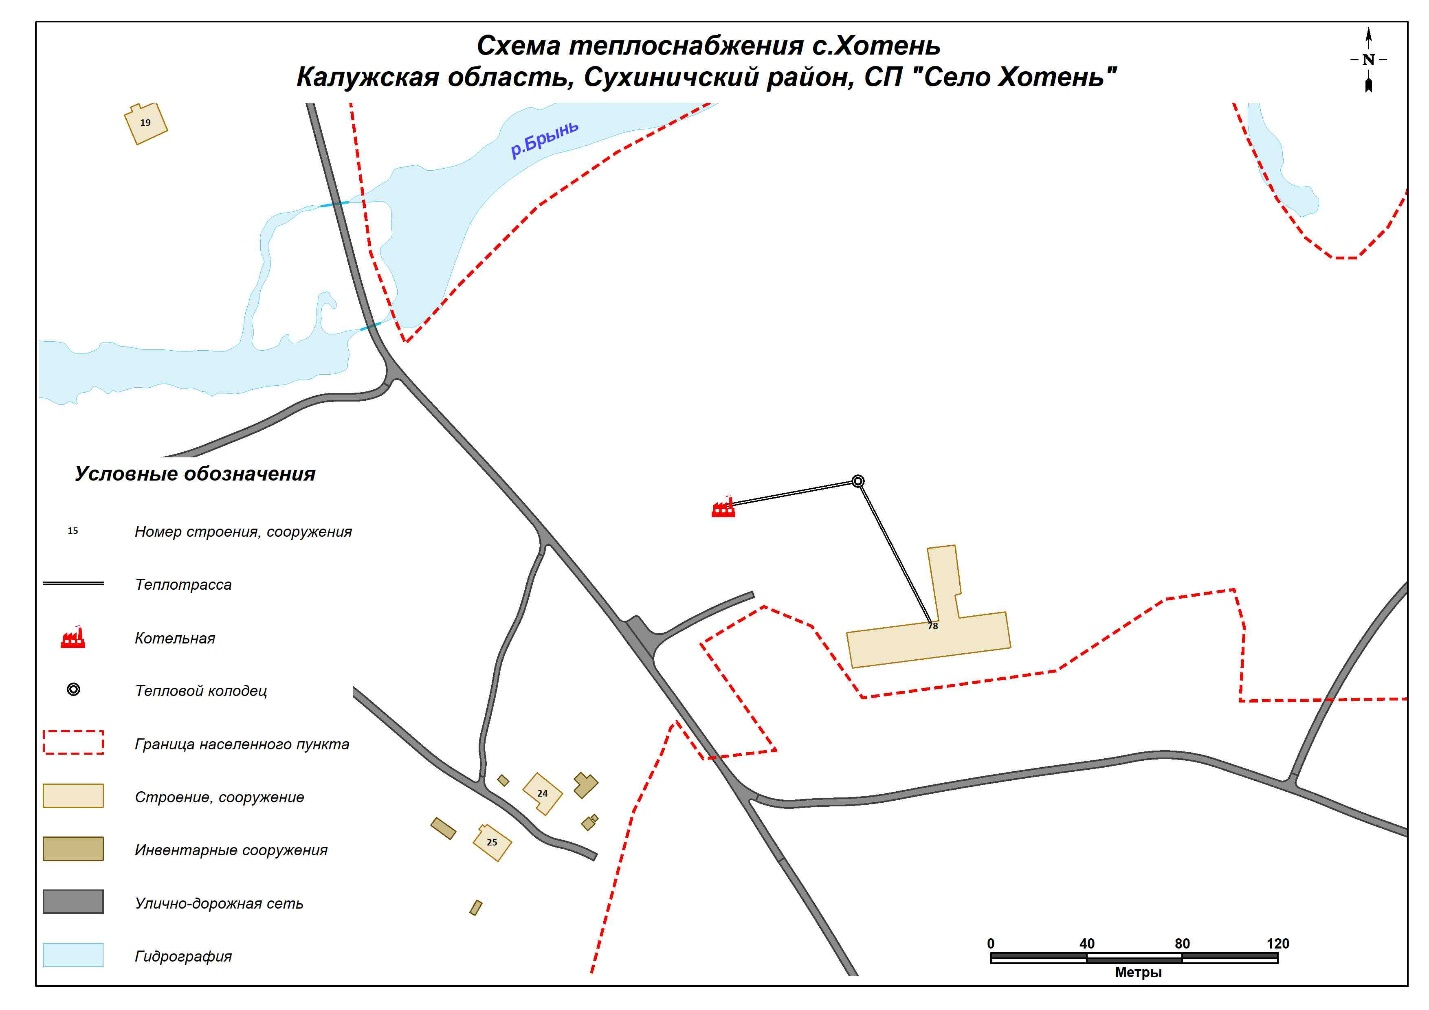 Схема теплоснабжения с.Хотень
Калужская область, Сухиничский район, СП "Село Хотень"
N
19
р.Брынь
Условные обозначения
15 Номер строения, сооружения
Теплотрасса
Котельная
Тепловой колодец
Граница населенного пункта
Строение, сооружение
Инвентарные сооружения
Улично-дорожная сеть
Гидрография
78
24
25
0 40 80 120
Метры